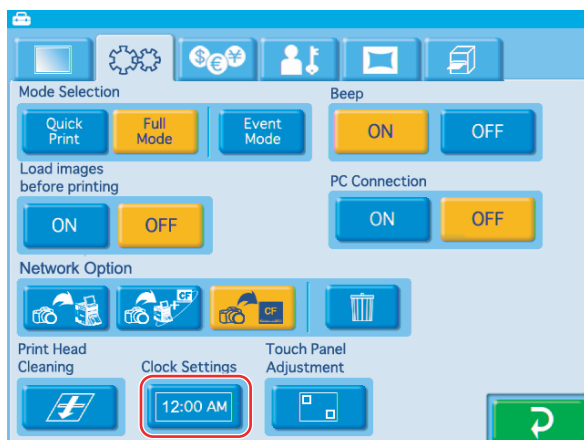 $ € ¥
Mode Selection
Beep
Quick
Print
Full
Mode
Event
Mode
ON
OFF
Load images
before printing
PC Connection
ON
OFF
ON
OFF
Network Option
CF
CF
Print Head
Cleaning
Clock Settings
Touch Panel
Adjustment
12:00 AM